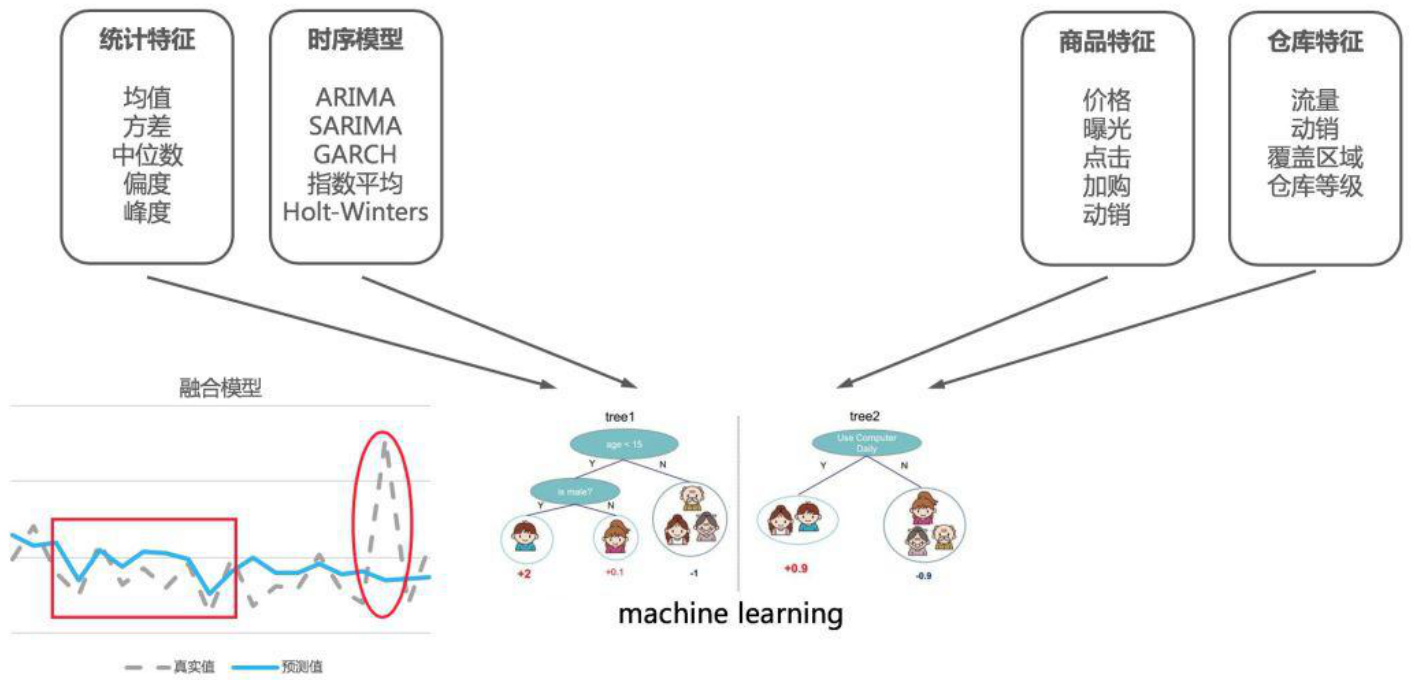 统计特征
均值
方差
中位数
偏度
峰度
时序模型
ARIMA
SARIMA
GARCH
指数平均
Holt-Winters
商品特征
价格
曝光
点击
加购
动销
仓库特征
流量
动销
覆盖区域
仓库等级
融合模型
真实值
预测值
tree1
age < 15
Y
N
Is male?
Y
N
+2
+0.1
-1
tree2
Use Computer
Daily
Y
N
+0.9
-0.9
machine learning